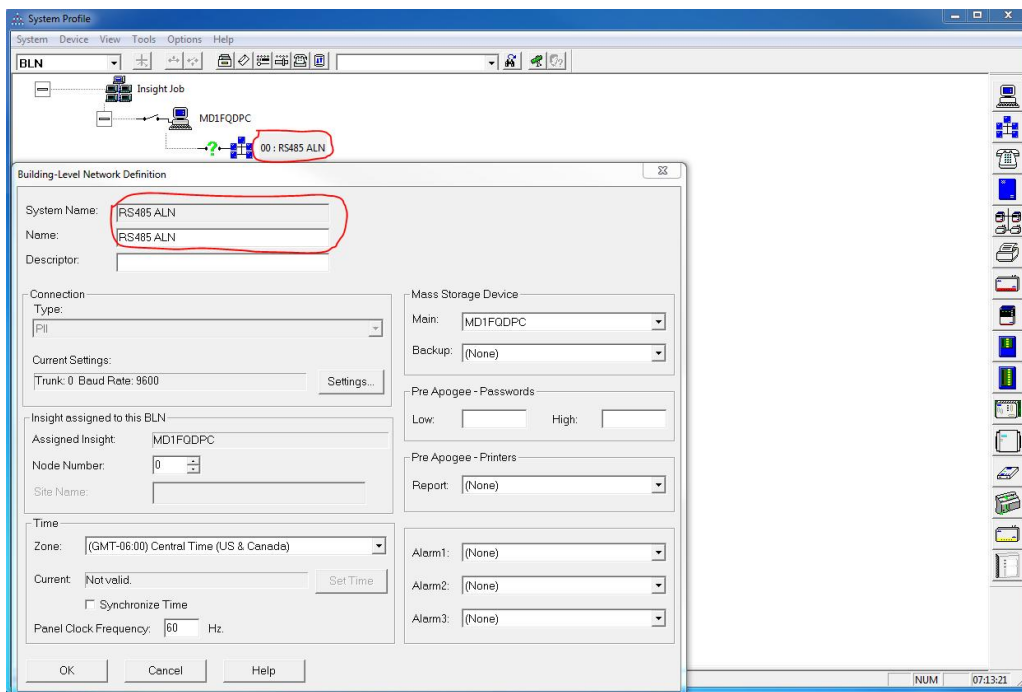 System Profile
System Device View Tools Options Help
BLN
Insight Job
MD1FQDPC
00 : RS485 ALN
Building-Level Network Definition
System Name: RS485 ALN
Name: RS485 ALN
Descriptor:
Connection
Type:
PII
Current Settings:
Trunk: 0 Baud Rate: 9600
Settings...
Insight assigned to this BLN
Assigned Insight: MD1FQDPC
Node Number: 0
Site Name:
Time
Zone: (GMT-06:00) Central Time (US & Canada)
Current: Not valid.
Set Time
Synchronize Time
Panel Clock Frequency: 60 Hz.
Mass Storage Device
Main: MD1FQDPC
Backup: (None)
Pre Apogee - Passwords
Low: High:
Pre Apogee - Printers
Report: (None)
Alarm1: (None)
Alarm2: (None)
Alarm3: (None)
OK Cancel Help
NUM 07:13:21